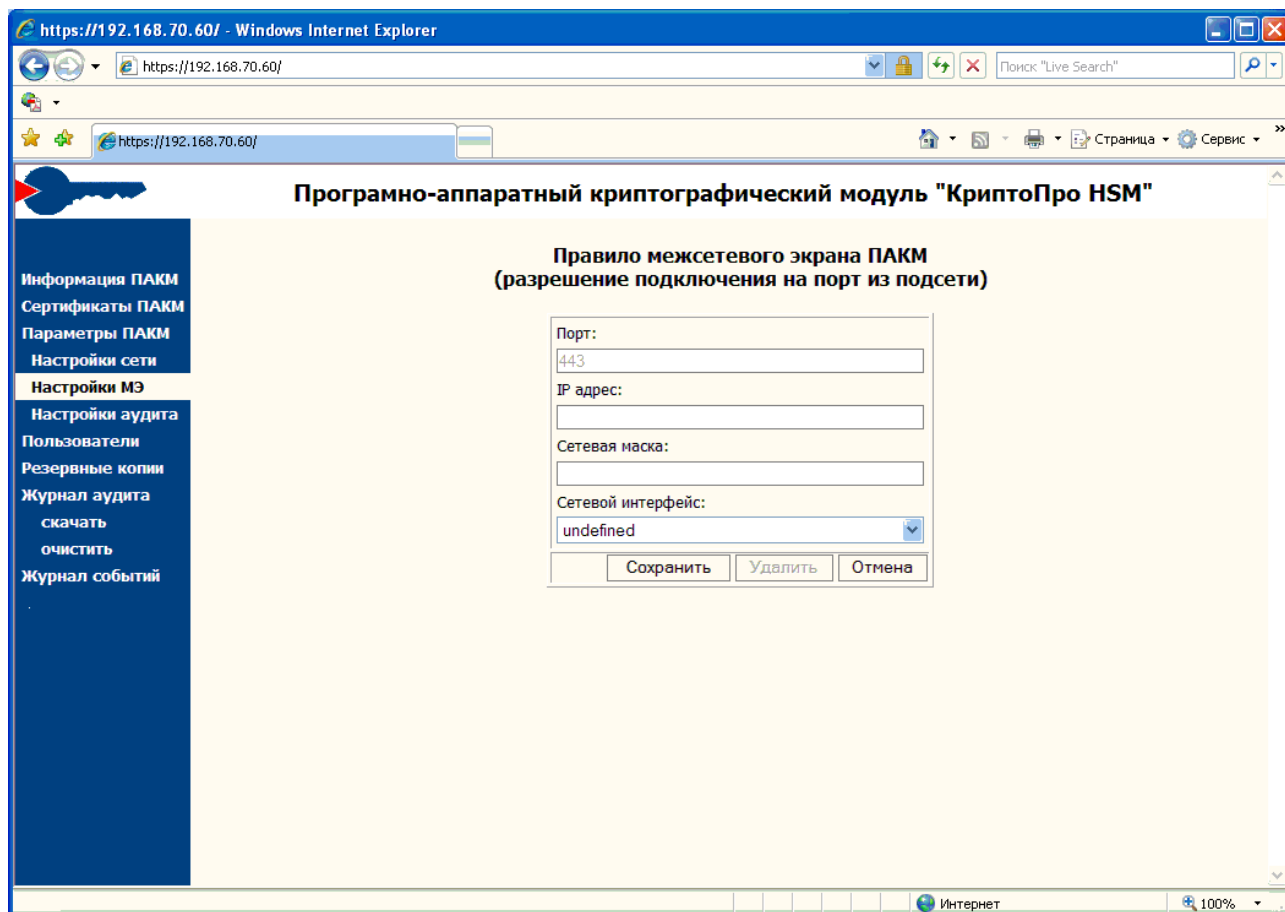 https://192.168.70.60/ - Windows Internet Explorer
https://192.168.70.60/
Поиск "Live Search"
https://192.168.70.60/
Страница
Сервис
»
Програмно-аппаратный криптографический модуль "КриптоПро HSM"
Информация ПАКМ
Сертификаты ПАКМ
Параметры ПАКМ
Настройки сети
Настройки МЭ
Настройки аудита
Пользователи
Резервные копии
Журнал аудита
скачать
очистить
Журнал событий
.
Правило межсетевого экрана ПАКМ
(разрешение подключения на порт из подсети)
Порт:
443
IP адрес:
Сетевая маска:
Сетевой интерфейс:
undefined
Сохранить
Удалить
Отмена
Интернет
100%